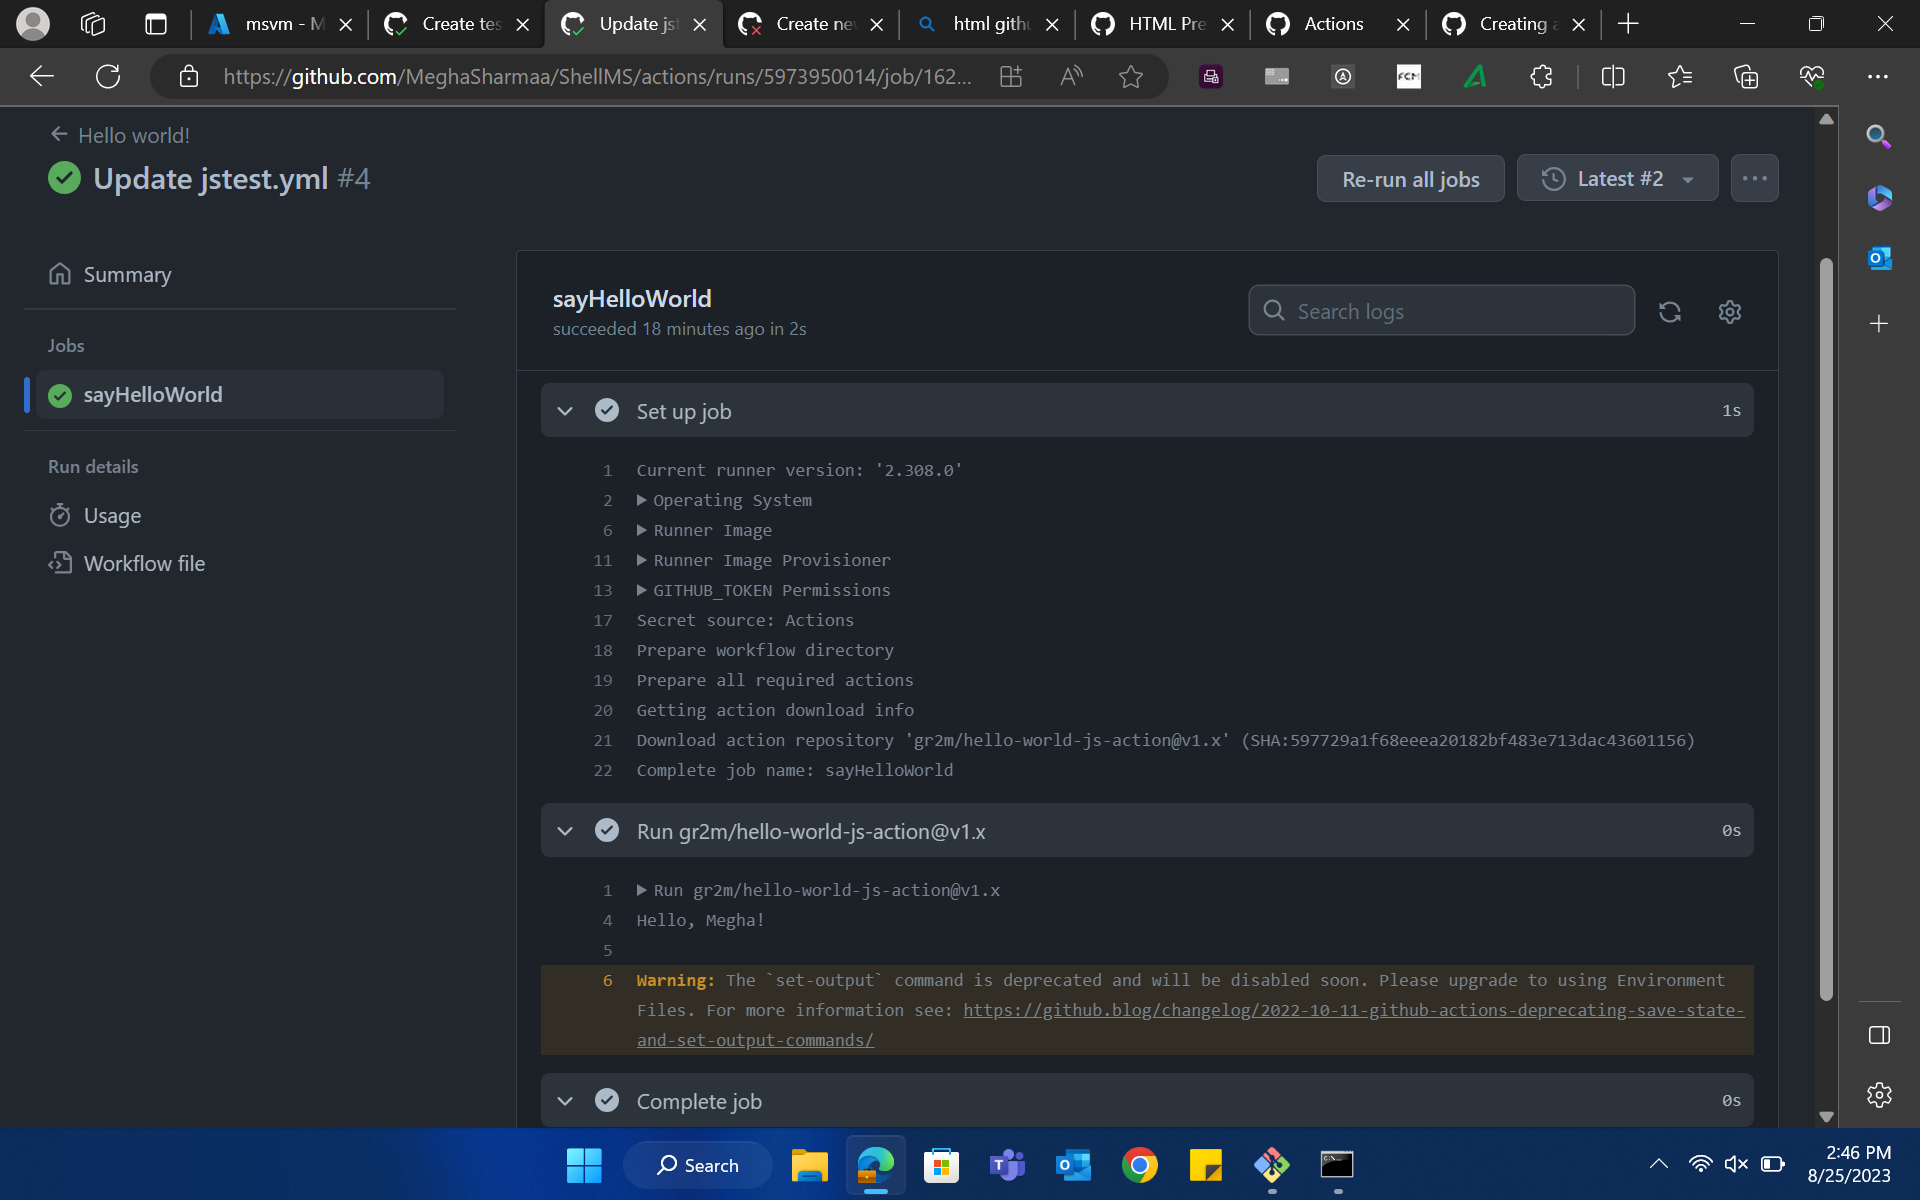 msvm - M
Create tes
Update jst
Create nev
html githu
HTML Pre
Actions
Creating a
https://github.com/MeghaSharmaa/ShellMS/actions/runs/5973950014/job/162...
FCM
Hello world!
Update jstest.yml #4
Re-run all jobs
Latest #2
Summary
sayHelloWorld
succeeded 18 minutes ago in 2s
Search logs
Jobs
sayHelloWorld
Run details
Usage
Workflow file
Set up job 1s
1 Current runner version: '2.308.0'
2 Operating System
6 Runner Image
11 Runner Image Provisioner
13 GITHUB_TOKEN Permissions
17 Secret source: Actions
18 Prepare workflow directory
19 Prepare all required actions
20 Getting action download info
21 Download action repository 'gr2m/hello-world-js-action@v1.x' (SHA:597729a1f68eeea20182bf483e713dac43601156)
22 Complete job name: sayHelloWorld
Run gr2m/hello-world-js-action@v1.x 0s
1 Run gr2m/hello-world-js-action@v1.x
4 Hello, Megha!
5
6 Warning: The `set-output` command is deprecated and will be disabled soon. Please upgrade to using Environment
Files. For more information see: https://github.blog/changelog/2022-10-11-github-actions-deprecating-save-state-
and-set-output-commands/
Complete job 0s
Search
2:46 PM
8/25/2023